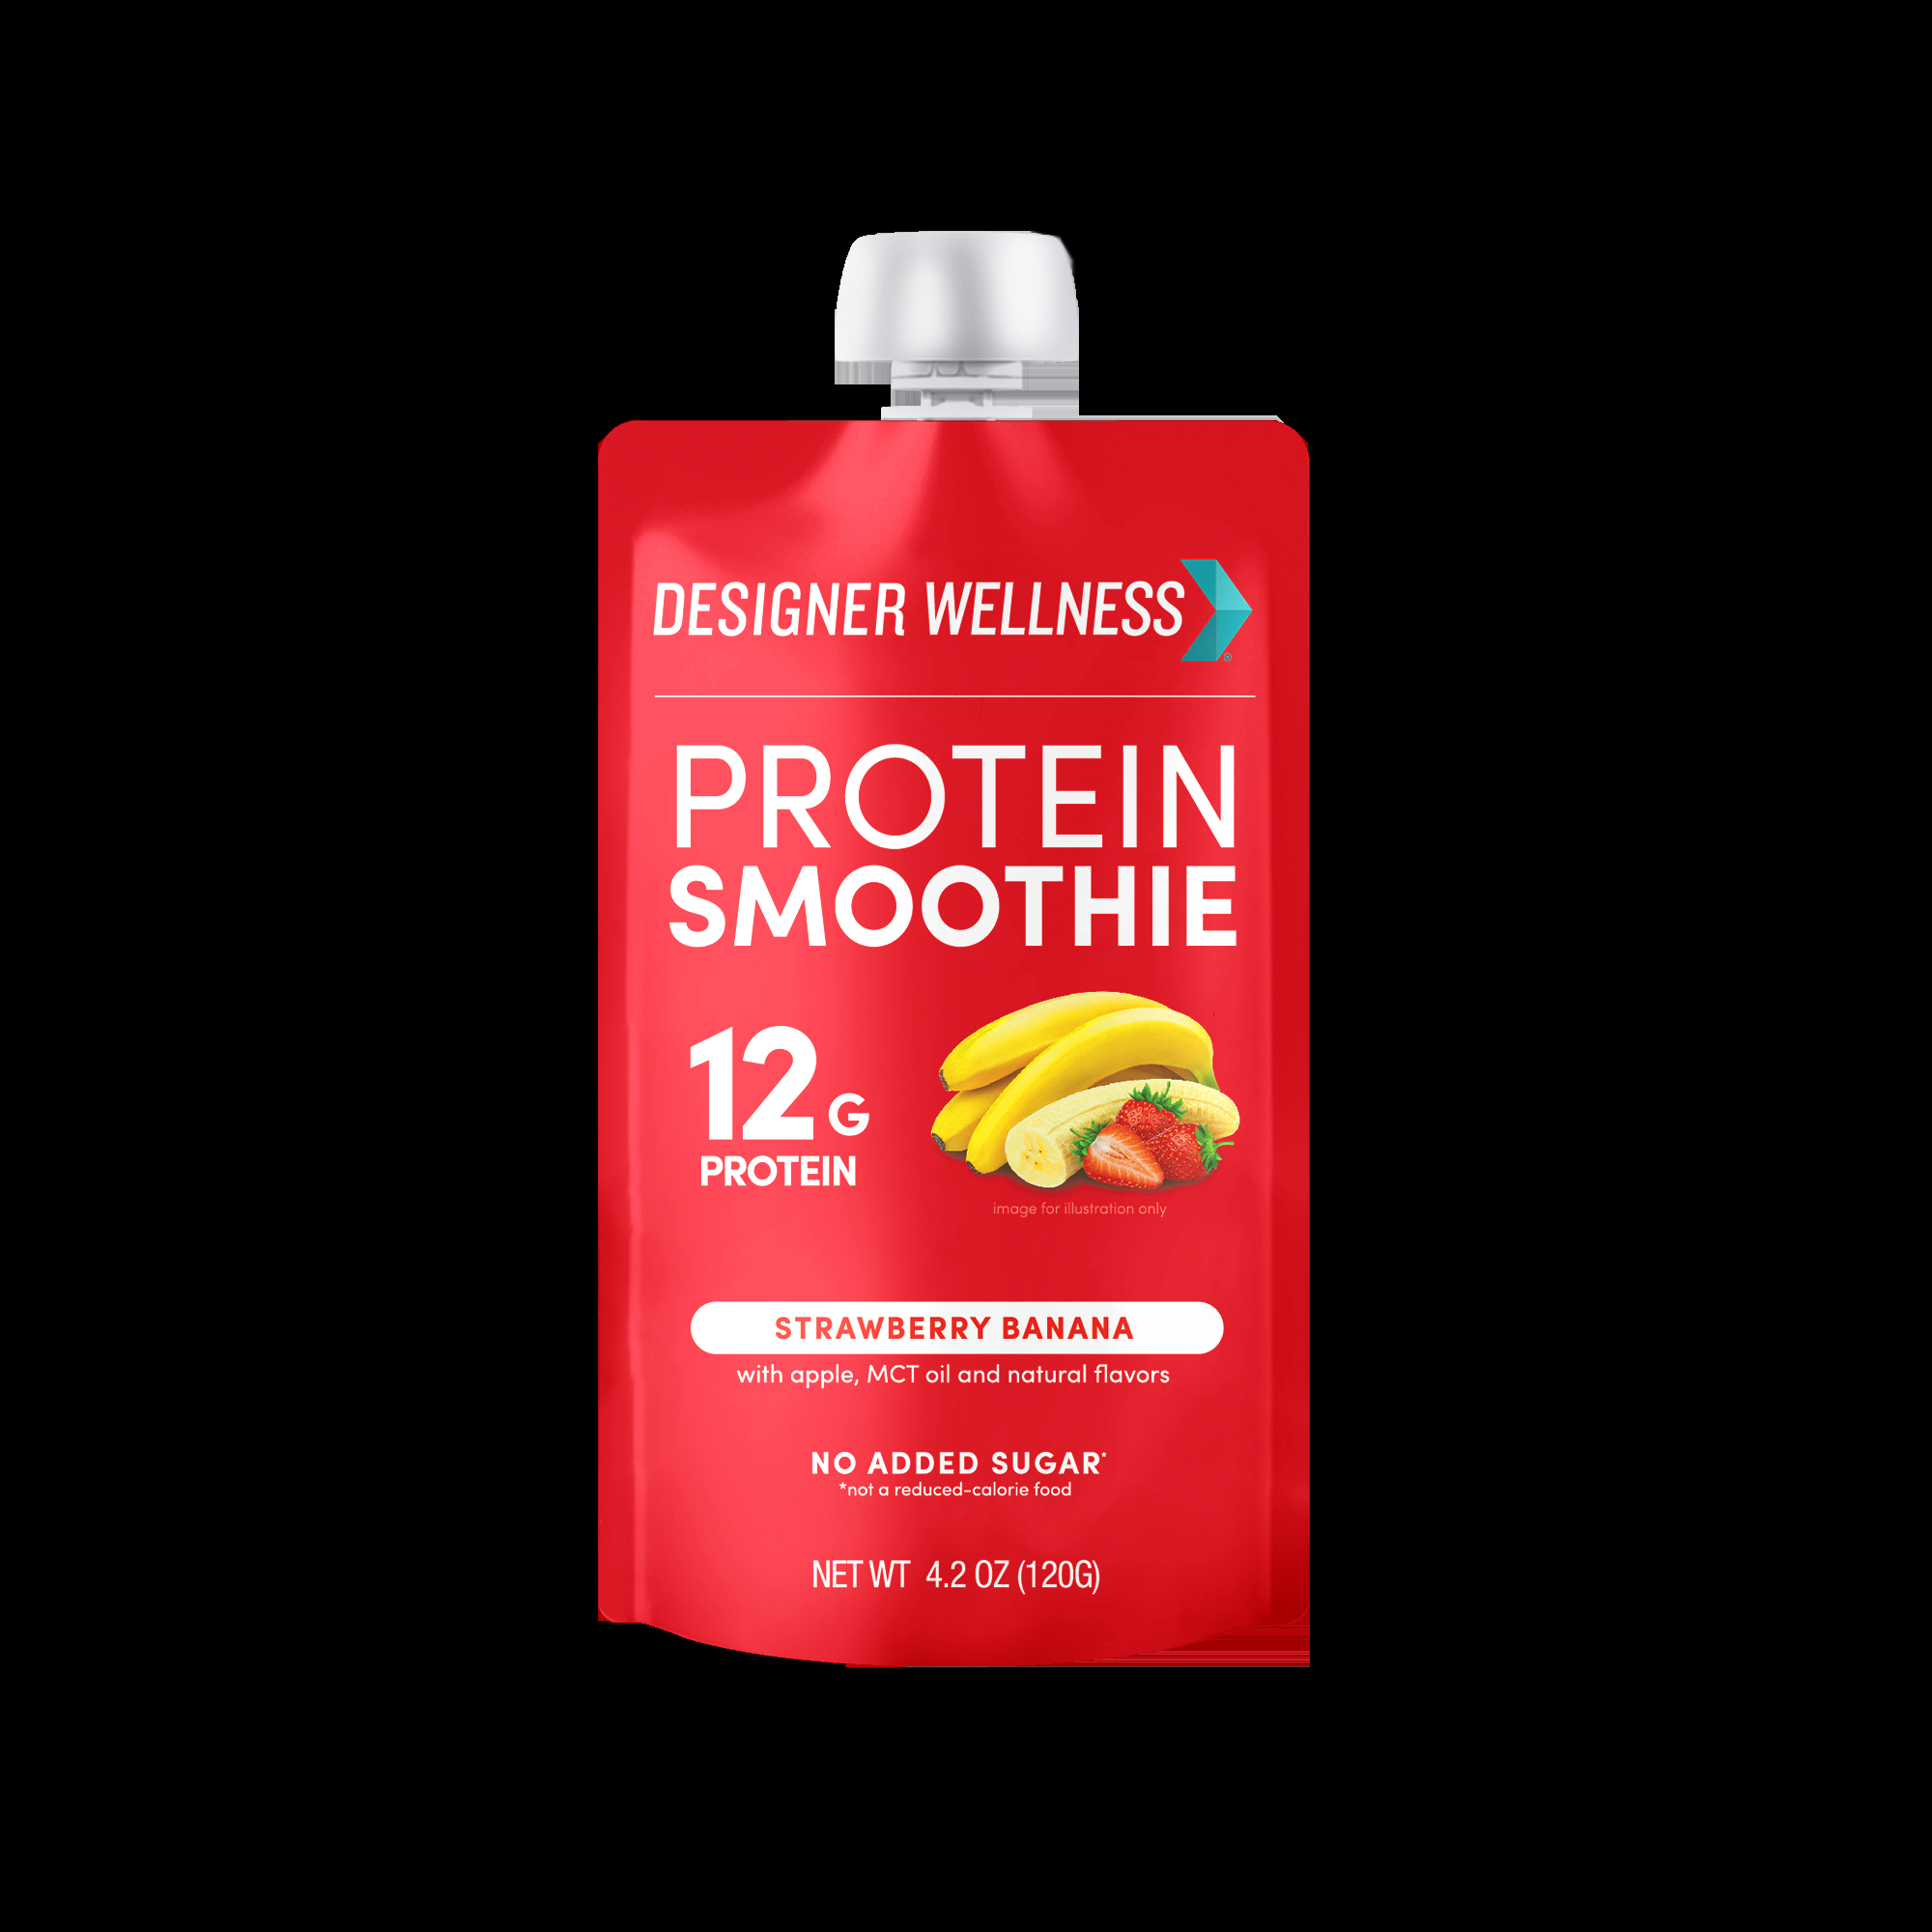 DESIGNER WELLNESS®
PROTEIN
SMOOTHIE
12G
PROTEIN
image for illustration only
STRAWBERRY BANANA
with apple, MCT oil and natural flavors
NO ADDED SUGAR*
*not a reduced-calorie food
NET WT 4.2 OZ (120G)